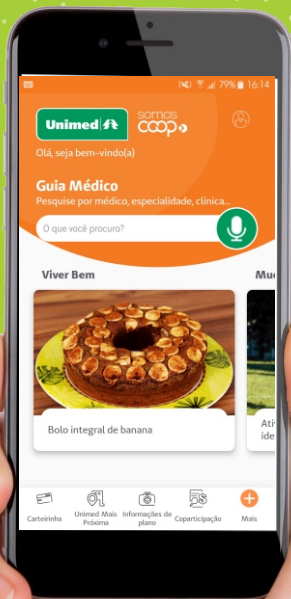 79% 16:14
Unimed
somos
coop
Olá, seja bem-vindo(a)
Guia Médico
Pesquise por médico, especialidade, clínica...
O que você procura?
Viver Bem
Mu
Bolo integral de banana
Ati
ide
Carteirinha
Unimed Mais
Próxima
Informações do
plano
Coparticipação
Mais